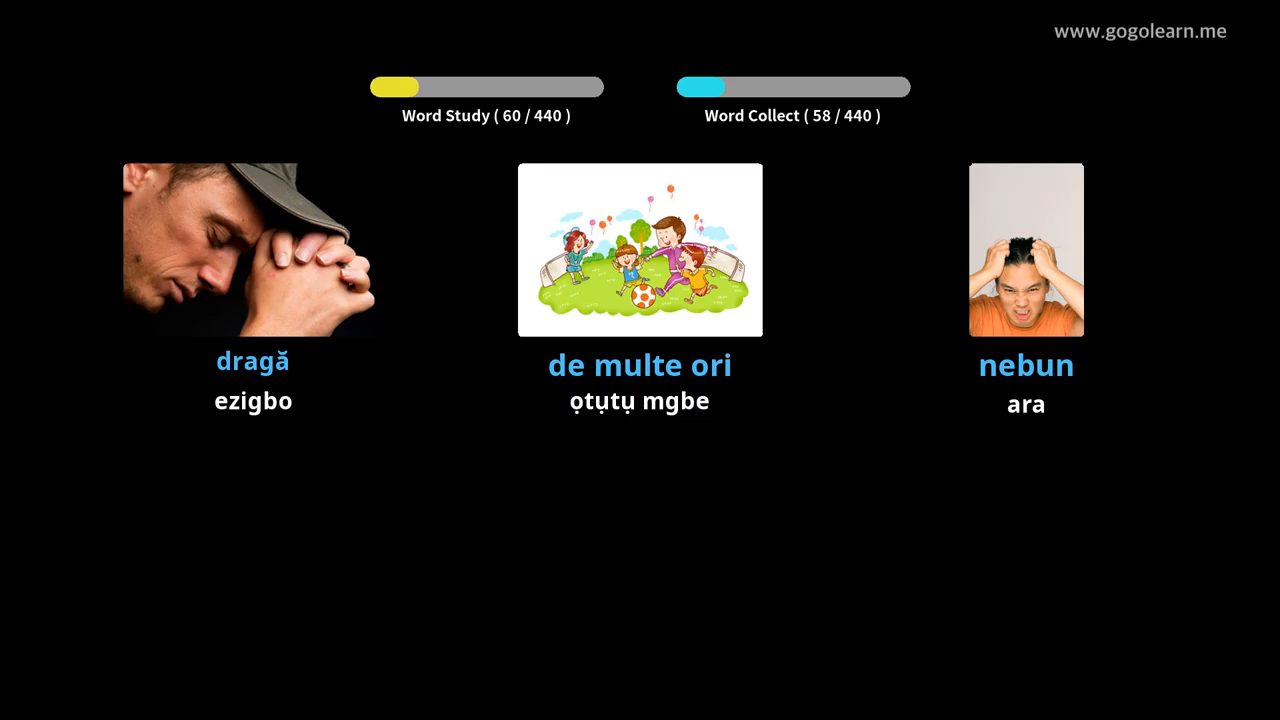 www.gogolearn.me
Word Study ( 60 / 440 )
Word Collect ( 58 / 440 )
dragă
ezigbo
de multe ori
ọtụtụ mgbe
nebun
ara